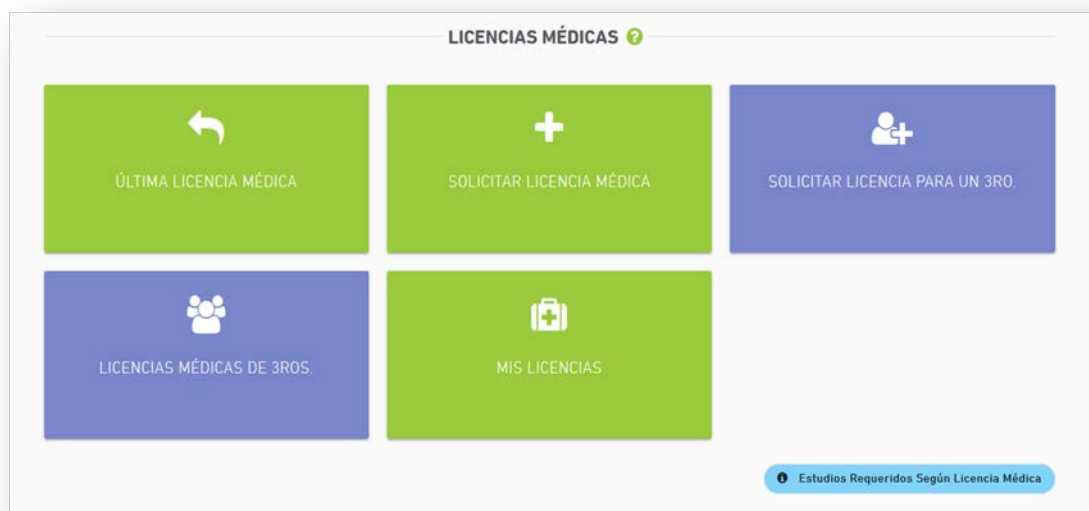 LICENCIAS MÉDICAS ?
ÚLTIMA LICENCIA MÉDICA
SOLICITAR LICENCIA MÉDICA
SOLICITAR LICENCIA PARA UN 3RO.
LICENCIAS MÉDICAS DE 3ROS.
MIS LICENCIAS
Estudios Requeridos Según Licencia Médica